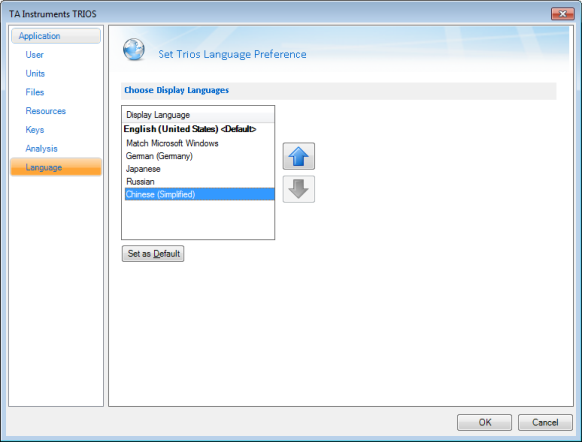 TA Instruments TRIOS
Application
User
Units
Files
Resources
Keys
Analysis
Language
Set Trios Language Preference
Choose Display Languages
Display Language
English (United States) <Default>
Match Microsoft Windows
German (Germany)
Japanese
Russian
Chinese (Simplified)
Set as Default
OK
Cancel